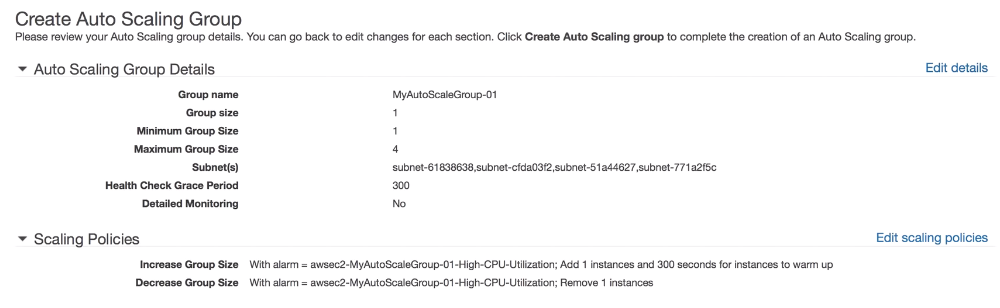 Create Auto Scaling Group
Please review your Auto Scaling group details. You can go back to edit changes for each section. Click Create Auto Scaling group to complete the creation of an Auto Scaling group.
Auto Scaling Group Details Edit details
Group name MyAutoScaleGroup-01
Group size 1
Minimum Group Size 1
Maximum Group Size 4
Subnet(s) subnet-61838638,subnet-cfda03f2,subnet-51a44627,subnet-771a2f5c
Health Check Grace Period 300
Detailed Monitoring No
Scaling Policies Edit scaling policies
Increase Group Size With alarm = awsec2-MyAutoScaleGroup-01-High-CPU-Utilization; Add 1 instances and 300 seconds for instances to warm up
Decrease Group Size With alarm = awsec2-MyAutoScaleGroup-01-High-CPU-Utilization; Remove 1 instances